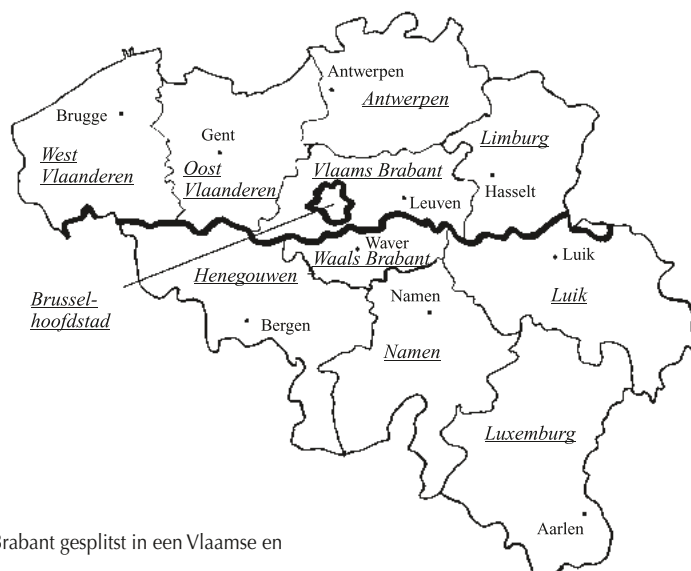 Antwerpen
Antwerpen
Brugge
Gent
Limburg
West
Vlaanderen
Oost
Vlaanderen
Vlaams Brabant
Hasselt
Leuven
Waver
Waals Brabant
Luik
Henegouwen
Brussel-
hoofdstad
Namen
Luik
Bergen
Namen
Luxemburg
Aarlen
Brabant gesplitst in een Vlaamse en